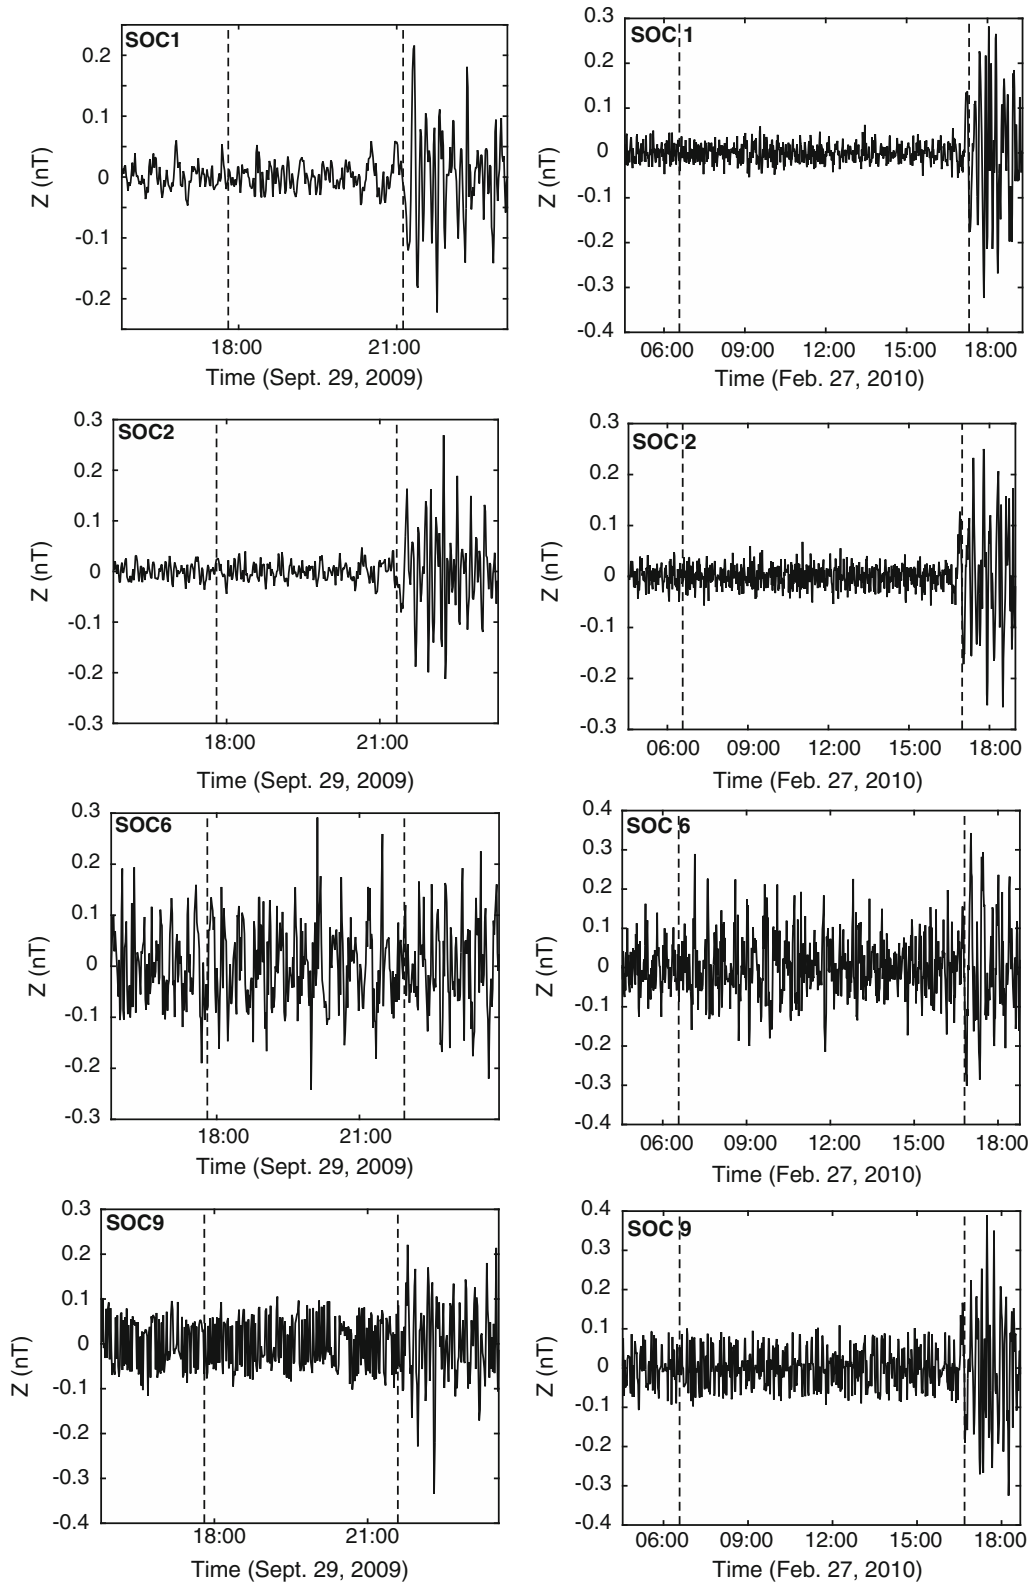 SOC1
0.2
0.1
0
-0.1
-0.2
Z (nT)
18:00 21:00
Time (Sept. 29, 2009)
SOC 1
0.3
0.2
0.1
0
-0.1
-0.2
-0.3
-0.4
Z (nT)
06:00 09:00 12:00 15:00 18:00
Time (Feb. 27, 2010)
SOC2
0.3
0.2
0.1
0
-0.1
-0.2
-0.3
Z (nT)
18:00 21:00
Time (Sept. 29, 2009)
SOC 2
0.3
0.2
0.1
0
-0.1
-0.2
-0.3
Z (nT)
06:00 09:00 12:00 15:00 18:00
Time (Feb. 27, 2010)
SOC6
0.3
0.2
0.1
0
-0.1
-0.2
-0.3
Z (nT)
18:00 21:00
Time (Sept. 29, 2009)
SOC 6
0.4
0.3
0.2
0.1
0
-0.1
-0.2
-0.3
-0.4
Z (nT)
06:00 09:00 12:00 15:00 18:00
Time (Feb. 27, 2010)
SOC9
0.3
0.2
0.1
0
-0.1
-0.2
-0.3
-0.4
Z (nT)
18:00 21:00
Time (Sept. 29, 2009)
SOC 9
0.4
0.3
0.2
0.1
0
-0.1
-0.2
-0.3
-0.4
Z (nT)
06:00 09:00 12:00 15:00 18:00
Time (Feb. 27, 2010)